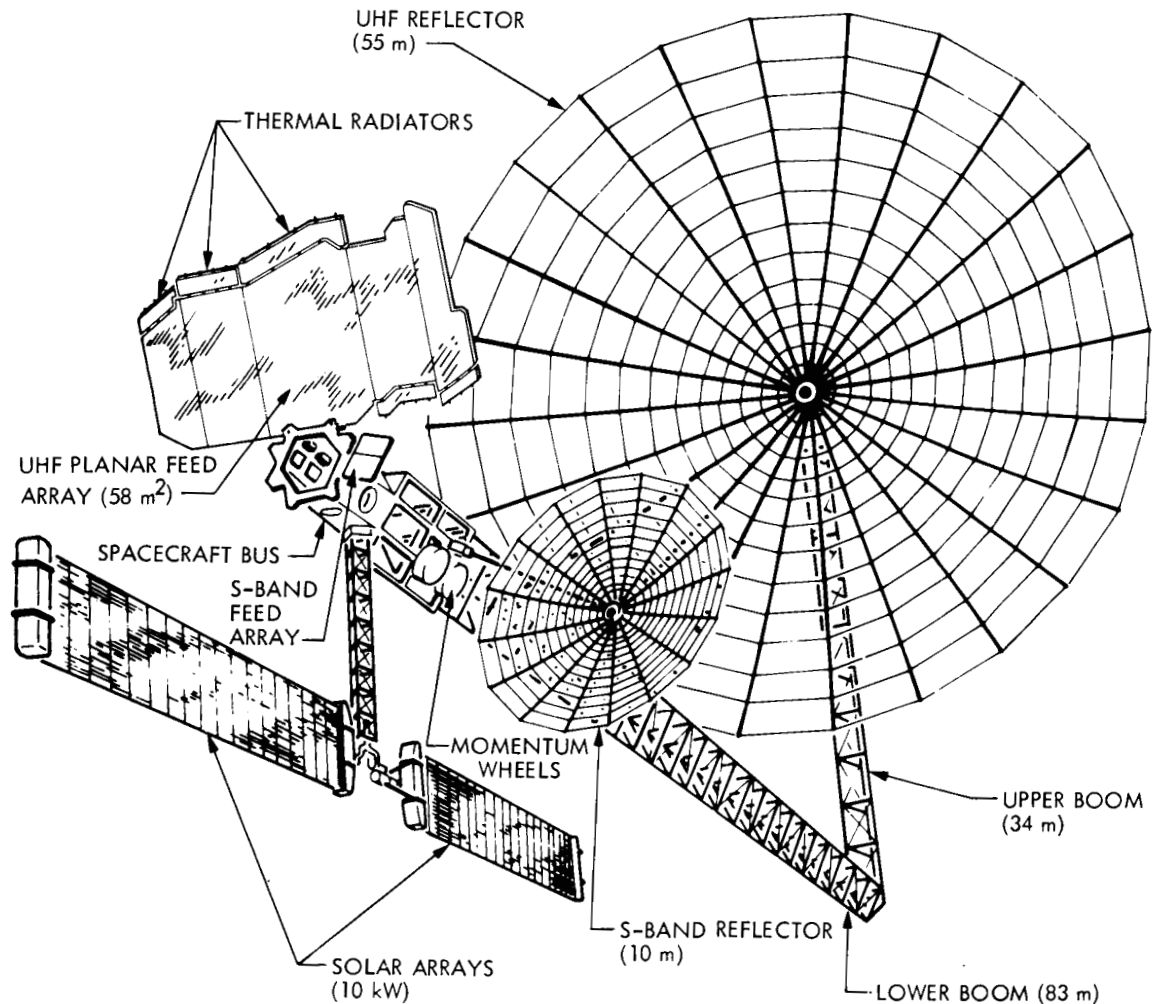 UHF REFLECTOR
(55 m)
THERMAL RADIATORS
UHF PLANAR FEED
ARRAY (58 m²)
SPACECRAFT BUS
S-BAND
FEED
ARRAY
MOMENTUM
WHEELS
UPPER BOOM
(34 m)
S-BAND REFLECTOR
(10 m)
SOLAR ARRAYS
(10 kW)
LOWER BOOM (83 m)